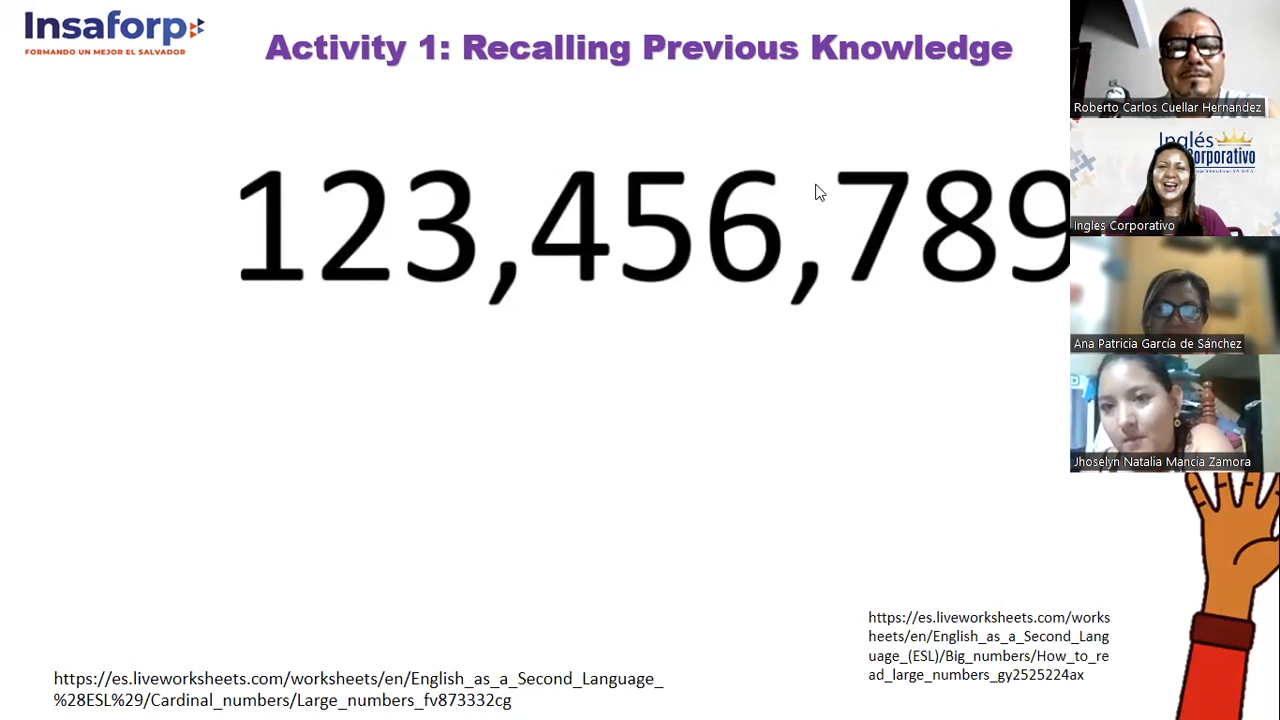 Insaforp
FORMANDO UN MEJOR EL SALVADOR
Activity 1: Recalling Previous Knowledge
123,456,789
Roberto Carlos Cuellar Hernandez
Inglés
Corporativo
Ingles Corporativo
Ana Patricia García de Sánchez
Jhoselyn Natalia Mancía Zamora
https://es.liveworksheets.com/works
heets/en/English_as_a_Second_Lang
uage_(ESL)/Big_numbers/How_to_re
ad_large_numbers_gy2525224ax
https://es.liveworksheets.com/worksheets/en/English_as_a_Second_Language_
%28ESL%29/Cardinal_numbers/Large_numbers_fv873332cg